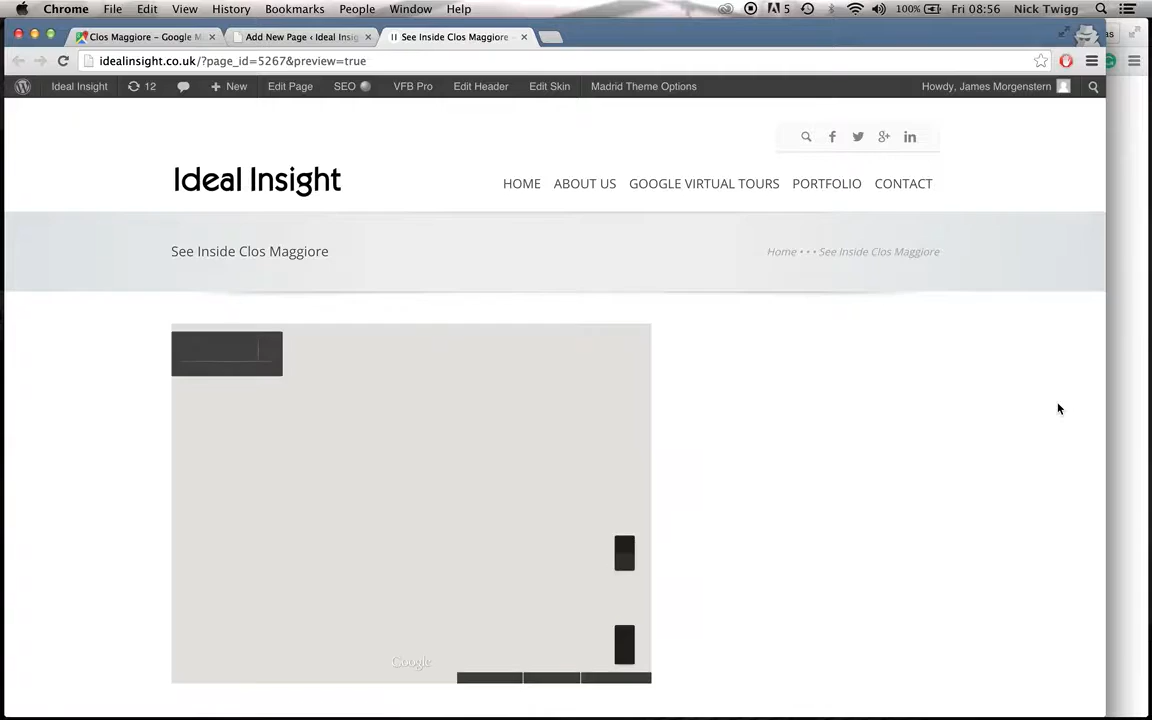 Chrome File Edit View History Bookmarks People Window Help 5 100% Fri 08:56 Nick Twigg
Clos Maggiore – Google M Add New Page ‹ Ideal Insig II See Inside Clos Maggiore
idealinsight.co.uk/?page_id=5267&preview=true
Ideal Insight 12 + New Edit Page SEO VFB Pro Edit Header Edit Skin Madrid Theme Options Howdy, James Morgenstern
Ideal Insight
HOME ABOUT US GOOGLE VIRTUAL TOURS PORTFOLIO CONTACT
See Inside Clos Maggiore
Home • • • See Inside Clos Maggiore
Google